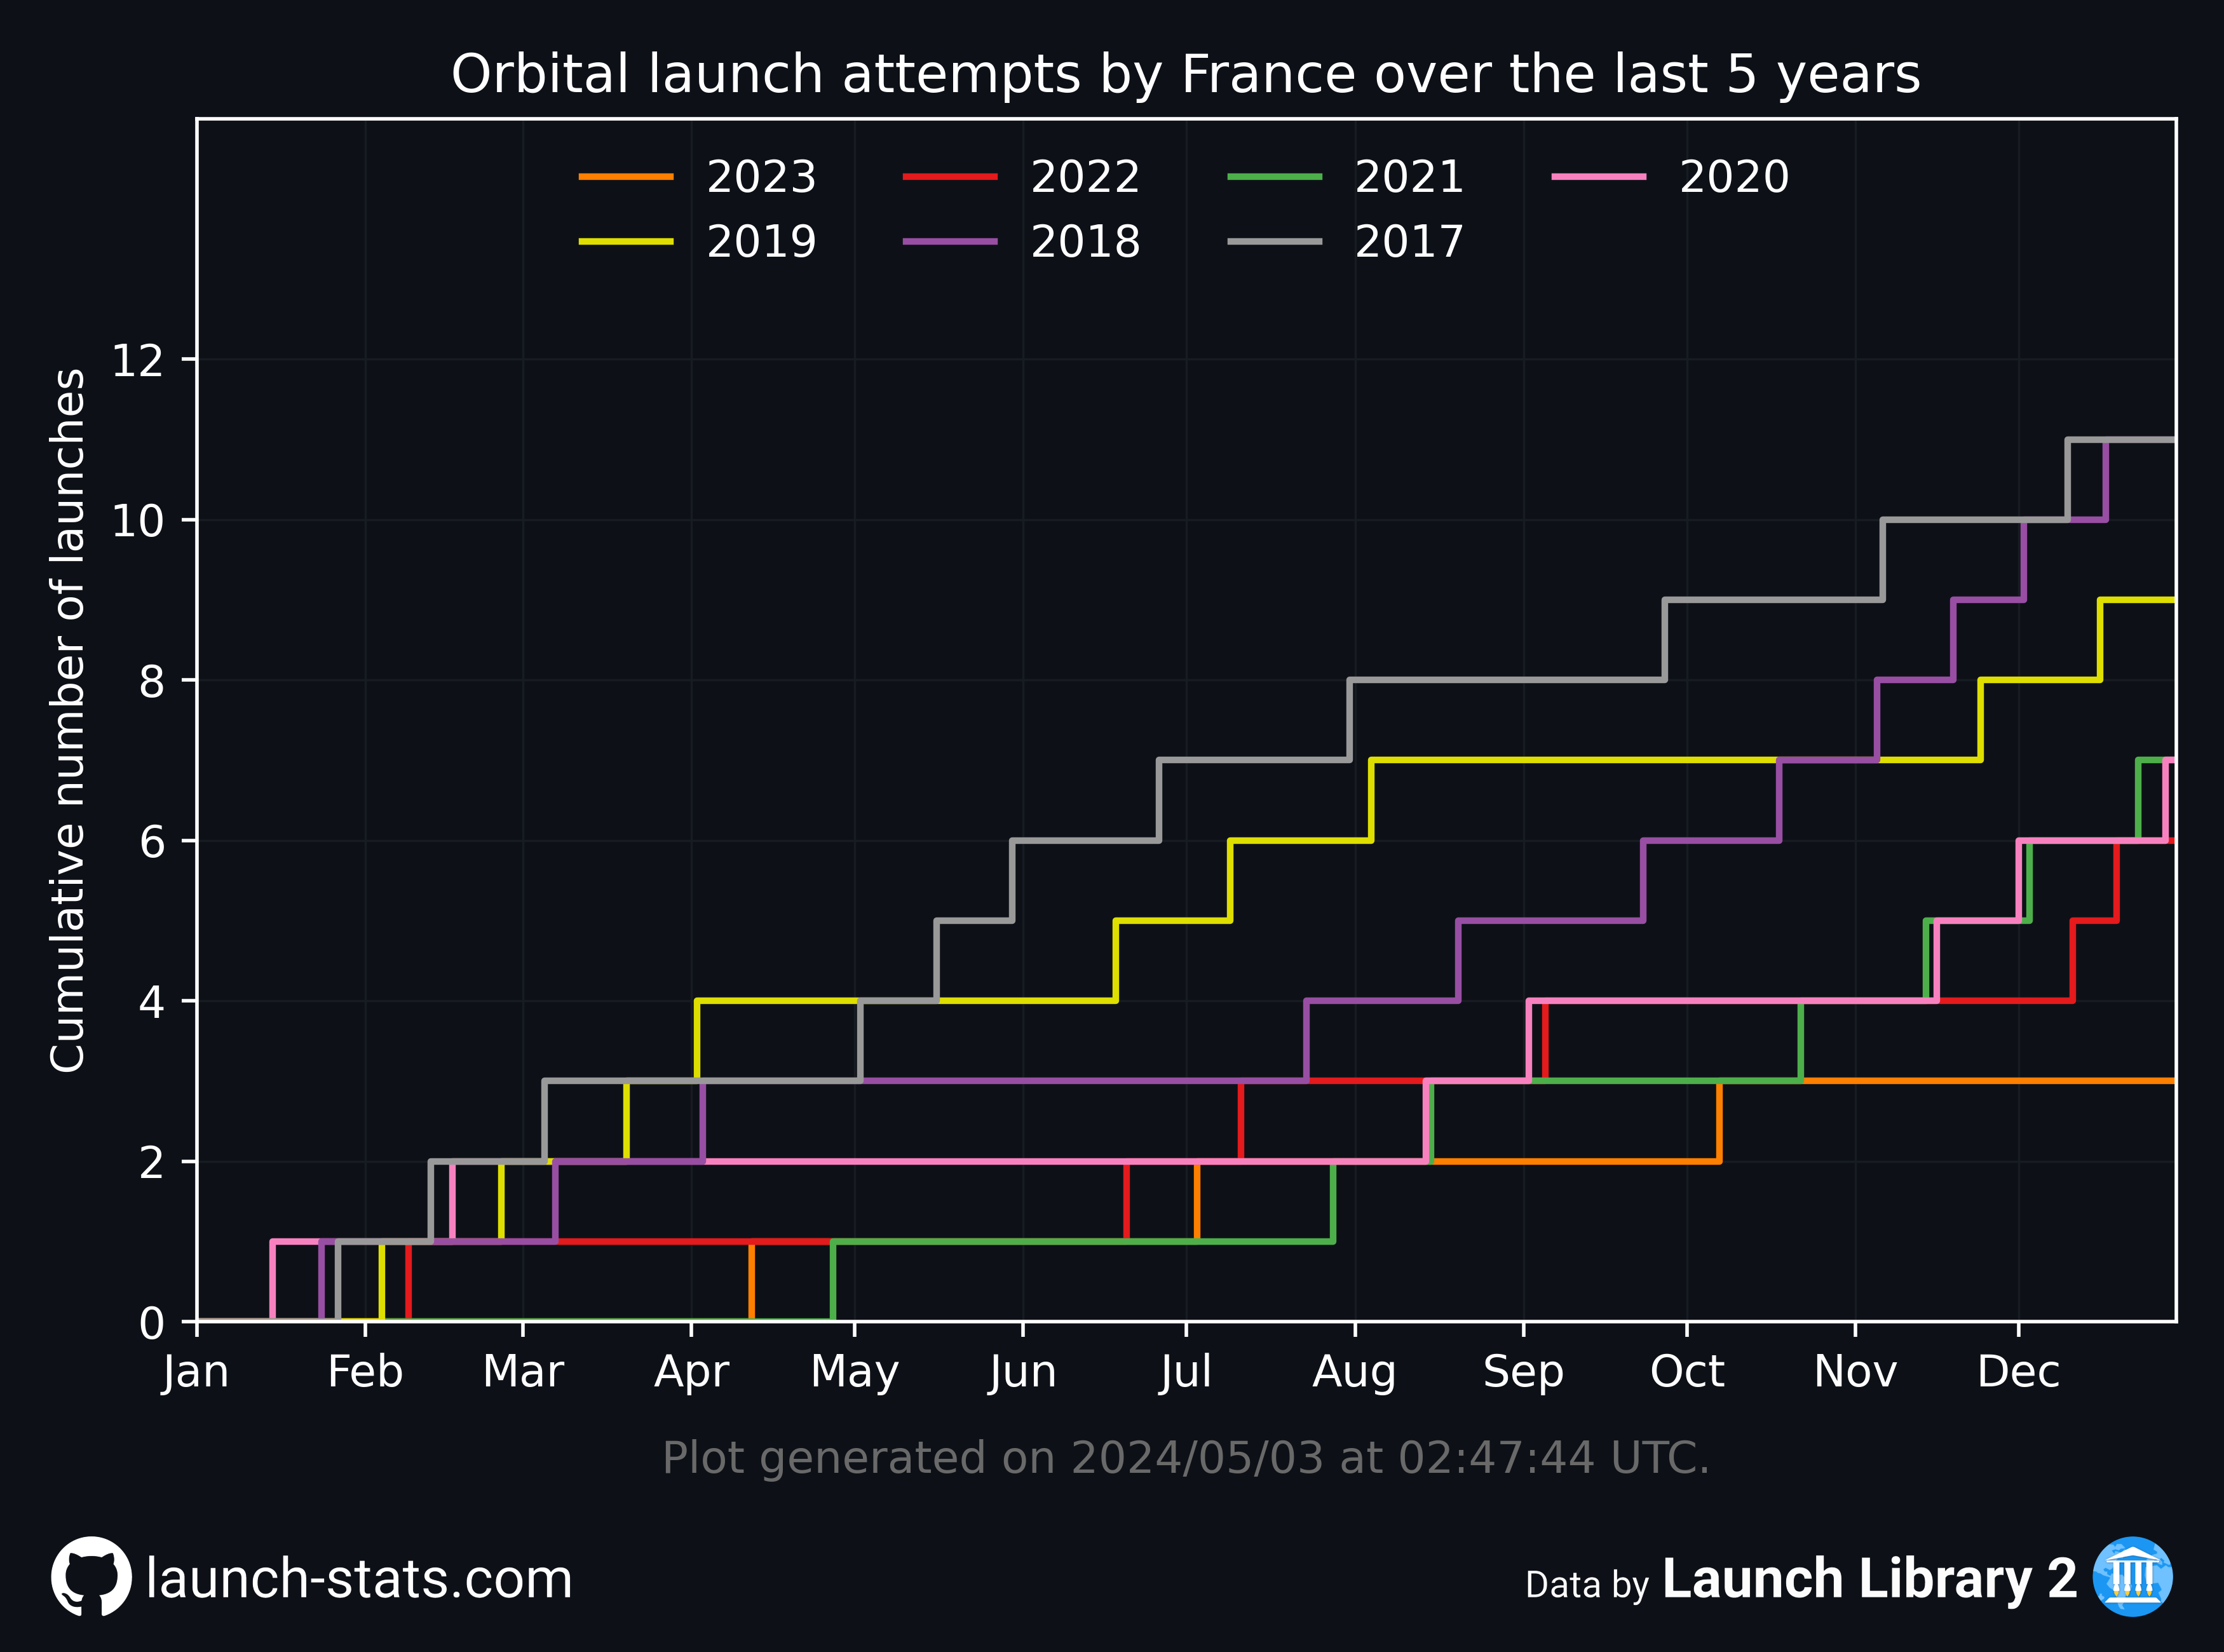 Orbital launch attempts by France over the last 5 years
2023 2022 2021 2020
2019 2018 2017
Cumulative number of launches
12
10
8
6
4
2
0
Jan Feb Mar Apr May Jun Jul Aug Sep Oct Nov Dec
Plot generated on 2024/05/03 at 02:47:44 UTC.
launch-stats.com
Data by Launch Library 2